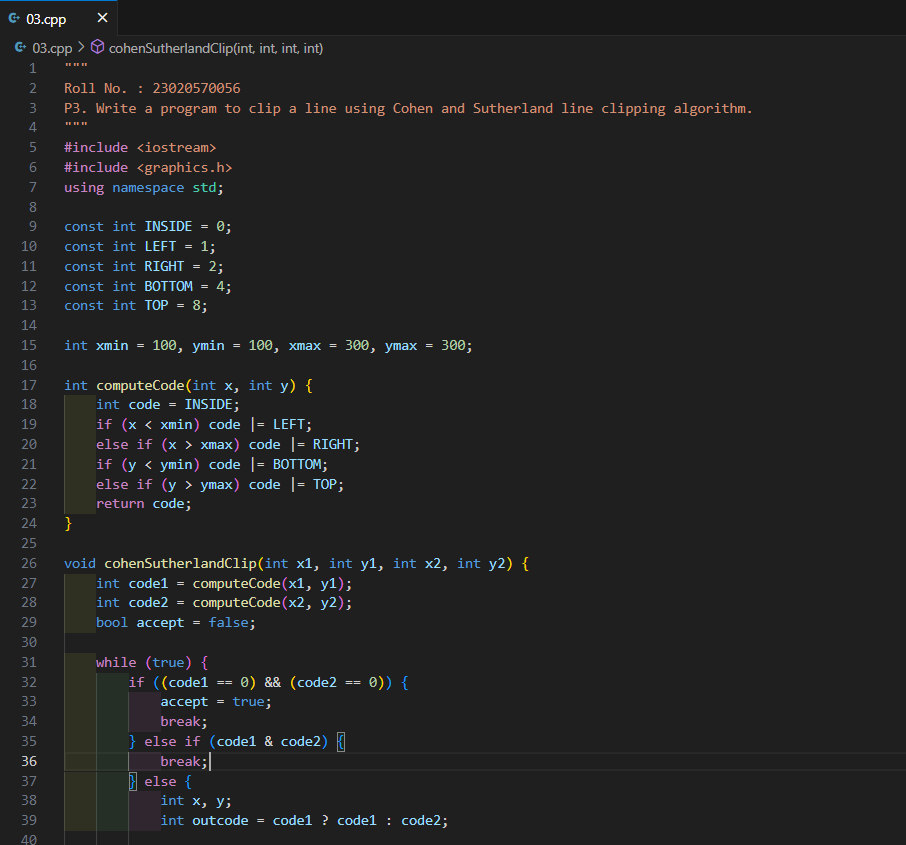 03.cpp ×
03.cpp > cohenSutherlandClip(int, int, int, int)
1 """
2 Roll No. : 23020570056
3 P3. Write a program to clip a line using Cohen and Sutherland line clipping algorithm.
4 """
5 #include <iostream>
6 #include <graphics.h>
7 using namespace std;
8
9 const int INSIDE = 0;
10 const int LEFT = 1;
11 const int RIGHT = 2;
12 const int BOTTOM = 4;
13 const int TOP = 8;
14
15 int xmin = 100, ymin = 100, xmax = 300, ymax = 300;
16
17 int computeCode(int x, int y) {
18     int code = INSIDE;
19     if (x < xmin) code |= LEFT;
20     else if (x > xmax) code |= RIGHT;
21     if (y < ymin) code |= BOTTOM;
22     else if (y > ymax) code |= TOP;
23     return code;
24 }
25
26 void cohenSutherlandClip(int x1, int y1, int x2, int y2) {
27     int code1 = computeCode(x1, y1);
28     int code2 = computeCode(x2, y2);
29     bool accept = false;
30
31     while (true) {
32         if ((code1 == 0) && (code2 == 0)) {
33             accept = true;
34             break;
35         } else if (code1 & code2) {
36             break;
37         } else {
38             int x, y;
39             int outcode = code1 ? code1 : code2;
40